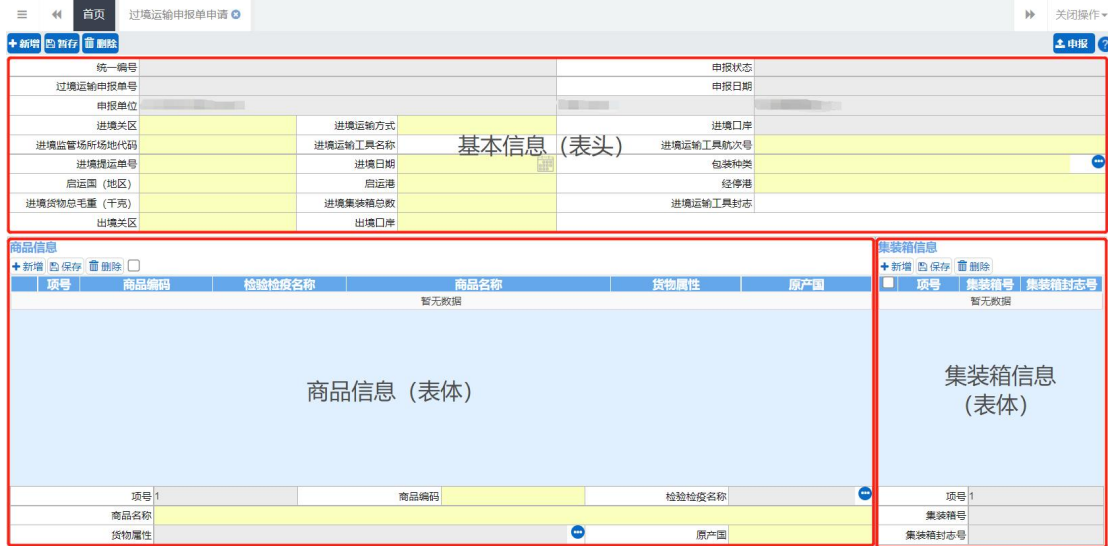 首页 过境运输申报单申请 关闭操作
新增 暂存 删除 申报 ?
统一编号 申报状态
过境运输申报单号 申报日期
申报单位
进境关区 进境运输方式 进境口岸
进境监管场所场地代码 进境运输工具名称 进境运输工具航次号
基本信息（表头）
进境提运单号 进境日期 包装种类
启运国（地区） 启运港 经停港
进境货物总毛重（千克） 进境集装箱总数 进境运输工具封志
出境关区 出境口岸
商品信息 集装箱信息
新增 保存 删除 新增 保存 删除
项号 商品编码 检验检疫名称 商品名称 货物属性 原产国 项号 集装箱号 集装箱封志号
暂无数据 暂无数据
商品信息（表体）
集装箱信息
（表体）
项号 1 商品编码 检验检疫名称 项号 1
商品名称 集装箱号
货物属性 原产国 集装箱封志号